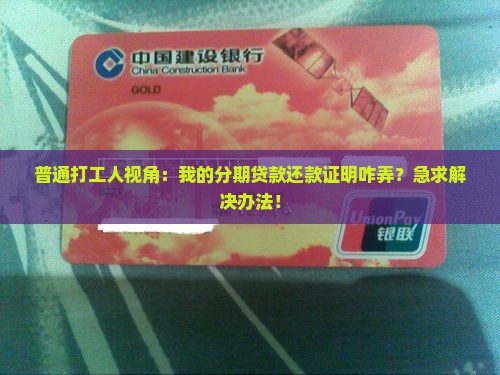 中国建设银行
China Construction Bank
GOLD
普通打工人视角：我的分期贷款还款证明咋弄？急求解
决办法！
UnionPay
银联